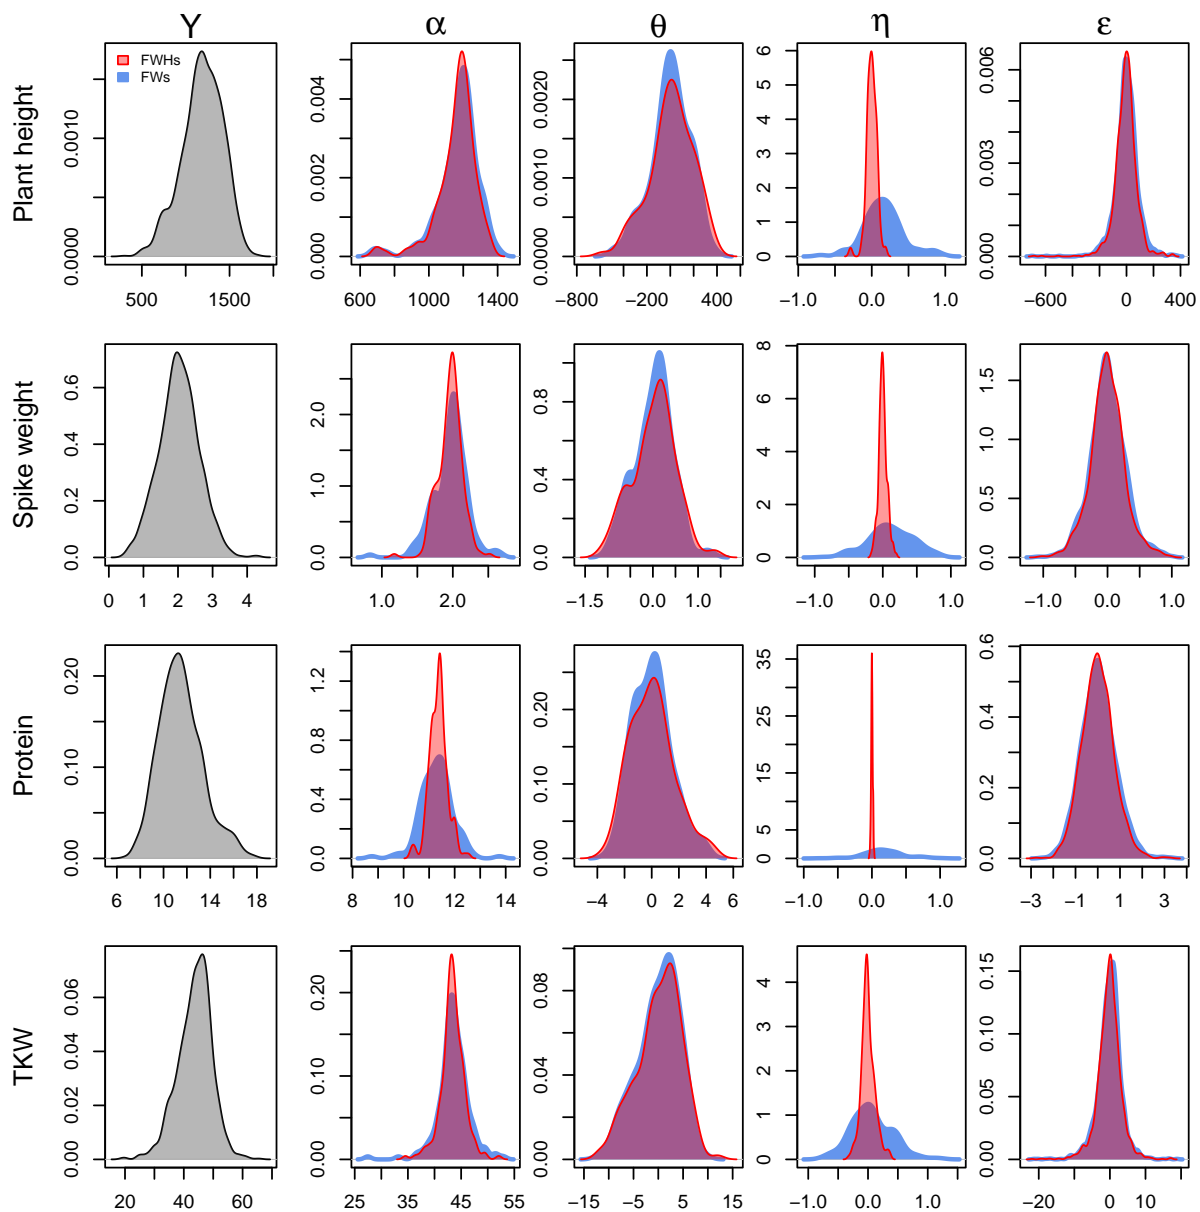 Y α θ η ε
Plant height
FWHs
FWs
0.0000 0.0010
500 1500
0.000 0.002 0.004
600 1000 1400
0.0000 0.0010 0.0020
−800 −200 400
0 1 2 3 4 5 6
−1.0 0.0 1.0
0.000 0.003 0.006
−600 0 400
Spike weight
0.0 0.2 0.4 0.6
0 1 2 3 4
0.0 1.0 2.0
1.0 2.0
0.0 0.4 0.8
−1.5 0.0 1.0
0 2 4 6 8
−1.0 0.0 1.0
0.0 0.5 1.0 1.5
−1.0 0.0 1.0
Protein
0.00 0.10 0.20
6 10 14 18
0.0 0.4 0.8 1.2
8 10 12 14
0.00 0.10 0.20
−4 0 2 4 6
0 5 15 25 35
−1.0 0.0 1.0
0.0 0.2 0.4 0.6
−3 −1 1 3
TKW
0.00 0.02 0.04 0.06
20 40 60
0.00 0.10 0.20
25 35 45 55
0.00 0.04 0.08
−15 −5 5 15
0 1 2 3 4
−1.0 0.0 1.0
0.00 0.05 0.10 0.15
−20 0 10